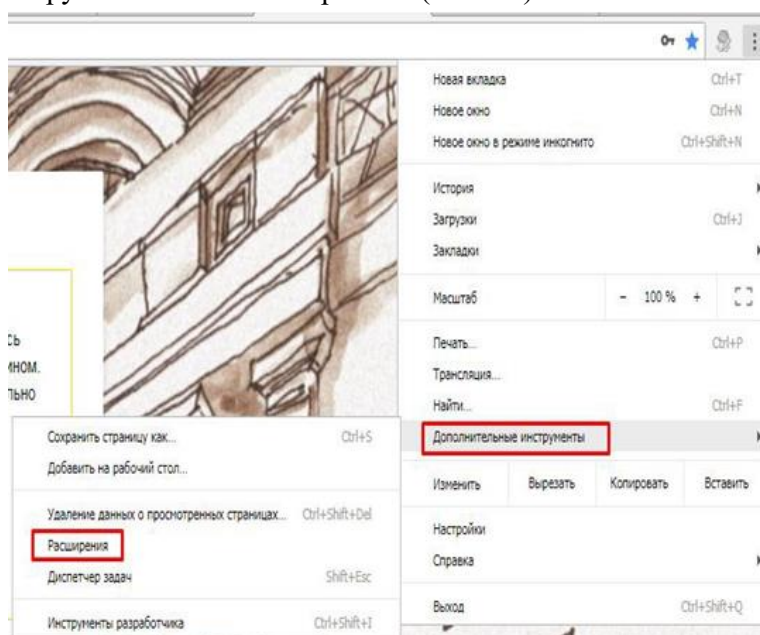 Новая вкладка Ctrl+T
Новое окно Ctrl+N
Новое окно в режиме инкогнито Ctrl+Shift+N
История
Загрузки Ctrl+J
Закладки
Масштаб - 100 % +
Печать... Ctrl+P
Трансляция...
Найти... Ctrl+F
Дополнительные инструменты
Изменить Вырезать Копировать Вставить
Настройки
Справка
Выход Ctrl+Shift+Q
Сохранить страницу как... Ctrl+S
Добавить на рабочий стол...
Удаление данных о просмотренных страницах... Ctrl+Shift+Del
Расширения
Диспетчер задач Shift+Esc
Инструменты разработчика Ctrl+Shift+I